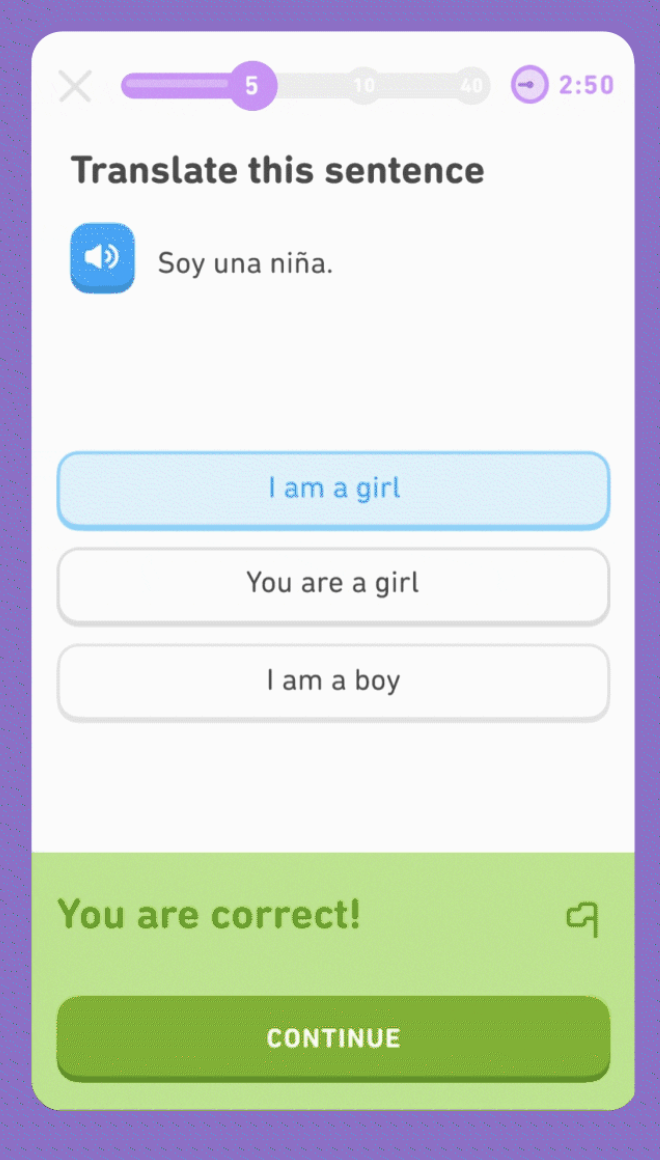 5 10 40 2:50
Translate this sentence
Soy una niña.
I am a girl
You are a girl
I am a boy
You are correct!
CONTINUE